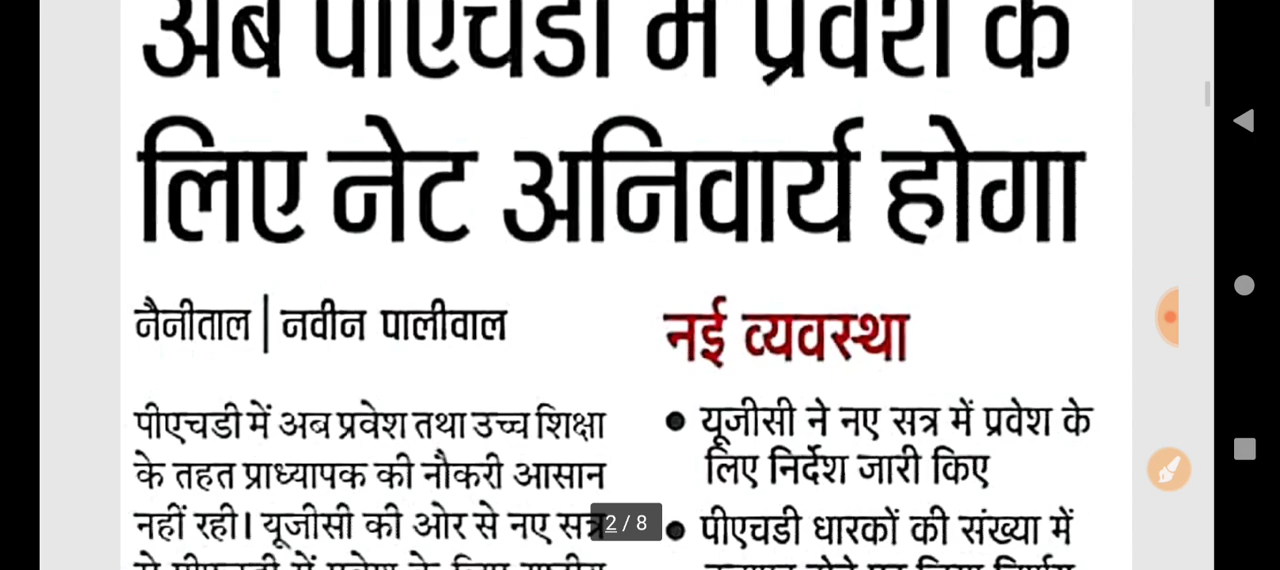 अब पीएचडी में प्रवेश के
लिए नेट अनिवार्य होगा
नैनीताल | नवीन पालीवाल
पीएचडी में अब प्रवेश तथा उच्च शिक्षा
के तहत प्राध्यापक की नौकरी आसान
नहीं रही। यूजीसी की ओर से नए सत्र
नई व्यवस्था
● यूजीसी ने नए सत्र में प्रवेश के
लिए निर्देश जारी किए
● पीएचडी धारकों की संख्या में
2 / 8